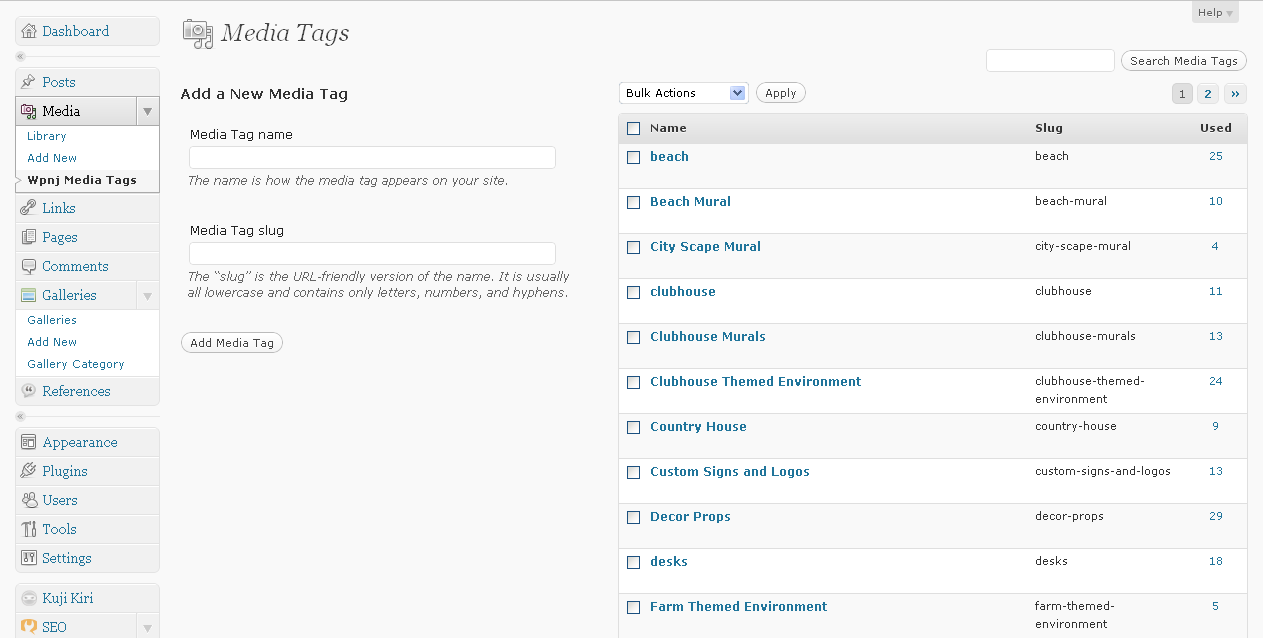 Help
Dashboard
Posts
Media
Library
Add New
Wpnj Media Tags
Links
Pages
Comments
Galleries
Galleries
Add New
Gallery Category
References
Appearance
Plugins
Users
Tools
Settings
Kuji Kiri
SEO
Media Tags
Search Media Tags
Add a New Media Tag
Media Tag name
The name is how the media tag appears on your site.
Media Tag slug
The “slug” is the URL-friendly version of the name. It is usually
all lowercase and contains only letters, numbers, and hyphens.
Add Media Tag
Bulk Actions Apply 1 2 »
Name Slug Used
beach beach 25
Beach Mural beach-mural 10
City Scape Mural city-scape-mural 4
clubhouse clubhouse 11
Clubhouse Murals clubhouse-murals 13
Clubhouse Themed Environment clubhouse-themed- 24
environment
Country House country-house 9
Custom Signs and Logos custom-signs-and-logos 13
Decor Props decor-props 29
desks desks 18
Farm Themed Environment farm-themed- 5
environment